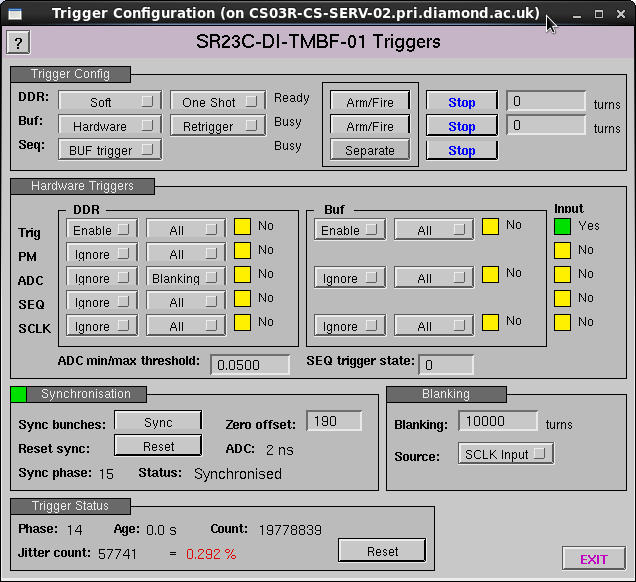 Trigger Configuration (on CS03R-CS-SERV-02.pri.diamond.ac.uk)
? SR23C-DI-TMBF-01 Triggers
Trigger Config
DDR: Soft One Shot Ready Arm/Fire Stop 0 turns
Buf: Hardware Retrigger Busy Arm/Fire Stop 0 turns
Seq: BUF trigger Busy Separate Stop
Hardware Triggers
DDR Buf Input
Trig Enable All No Enable All No Yes
PM Ignore All No No
ADC Ignore Blanking No Ignore All No No
SEQ Ignore All No No
SCLK Ignore All No Ignore All No No
ADC min/max threshold: 0.0500 SEQ trigger state: 0
Synchronisation Blanking
Sync bunches: Sync Zero offset: 190 Blanking: 10000 turns
Reset sync: Reset ADC: 2 ns Source: SCLK Input
Sync phase: 15 Status: Synchronised
Trigger Status
Phase: 14 Age: 0.0 s Count: 19778839
Jitter count: 57741 = 0.292 % Reset EXIT